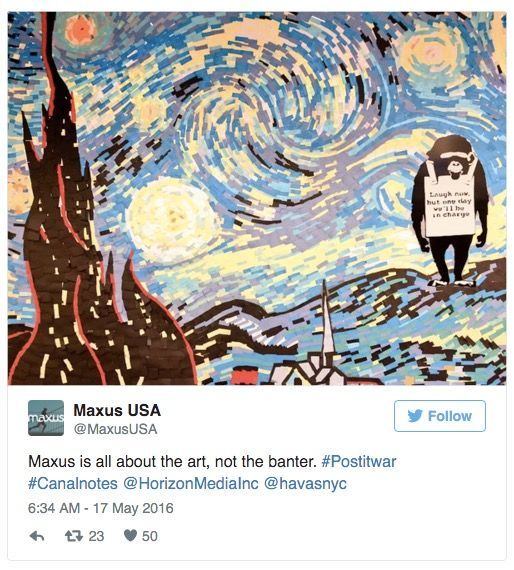 Laugh now,
but one day
we'll be
in charge
maxus
Maxus USA
@MaxusUSA
Follow
Maxus is all about the art, not the banter. #Postitwar
#Canalnotes @HorizonMediaInc @havasnyc
6:34 AM - 17 May 2016
23
50